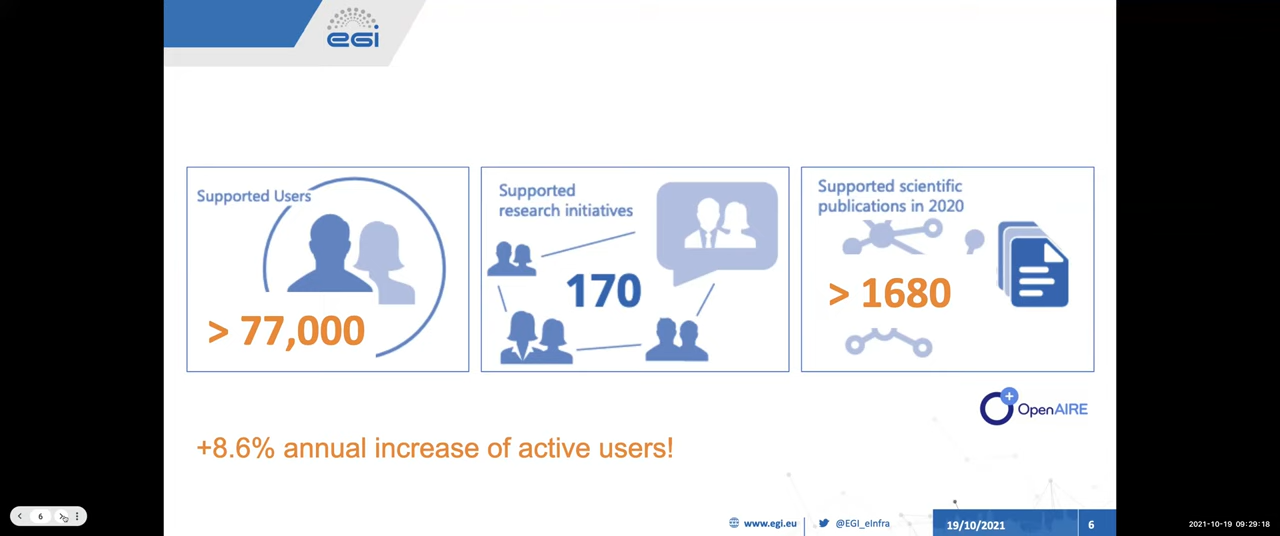 egi
Supported Users
> 77,000
Supported
research initiatives
170
Supported scientific
publications in 2020
> 1680
OpenAIRE
+8.6% annual increase of active users!
www.egi.eu
@EGI_eInfra
19/10/2021
6
6
2021-10-19 09:29:18